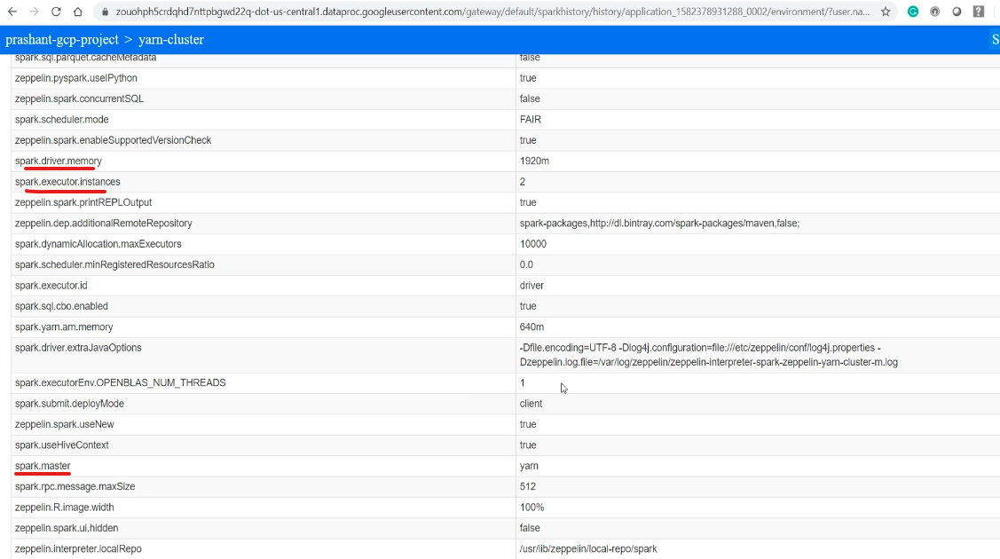 zouohph5crdqhd7nttpbgwd22q-dot-us-central1.dataproc.googleusercontent.com/gateway/default/sparkhistory/history/application_1582378931288_0002/environment/?user.na...
prashant-gcp-project > yarn-cluster S
spark.sql.parquet.cacheMetadata false
zeppelin.pyspark.useIPython true
zeppelin.spark.concurrentSQL false
spark.scheduler.mode FAIR
zeppelin.spark.enableSupportedVersionCheck true
spark.driver.memory 1920m
spark.executor.instances 2
zeppelin.spark.printREPLOutput true
zeppelin.dep.additionalRemoteRepository spark-packages,http://dl.bintray.com/spark-packages/maven,false;
spark.dynamicAllocation.maxExecutors 10000
spark.scheduler.minRegisteredResourcesRatio 0.0
spark.executor.id driver
spark.sql.cbo.enabled true
spark.yarn.am.memory 640m
spark.driver.extraJavaOptions -Dfile.encoding=UTF-8 -Dlog4j.configuration=file:///etc/zeppelin/conf/log4j.properties -
Dzeppelin.log.file=/var/log/zeppelin/zeppelin-interpreter-spark-zeppelin-yarn-cluster-m.log
spark.executorEnv.OPENBLAS_NUM_THREADS 1
spark.submit.deployMode client
zeppelin.spark.useNew true
spark.useHiveContext true
spark.master yarn
spark.rpc.message.maxSize 512
zeppelin.R.image.width 100%
zeppelin.spark.ui.hidden false
zeppelin.interpreter.localRepo /usr/lib/zeppelin/local-repo/spark